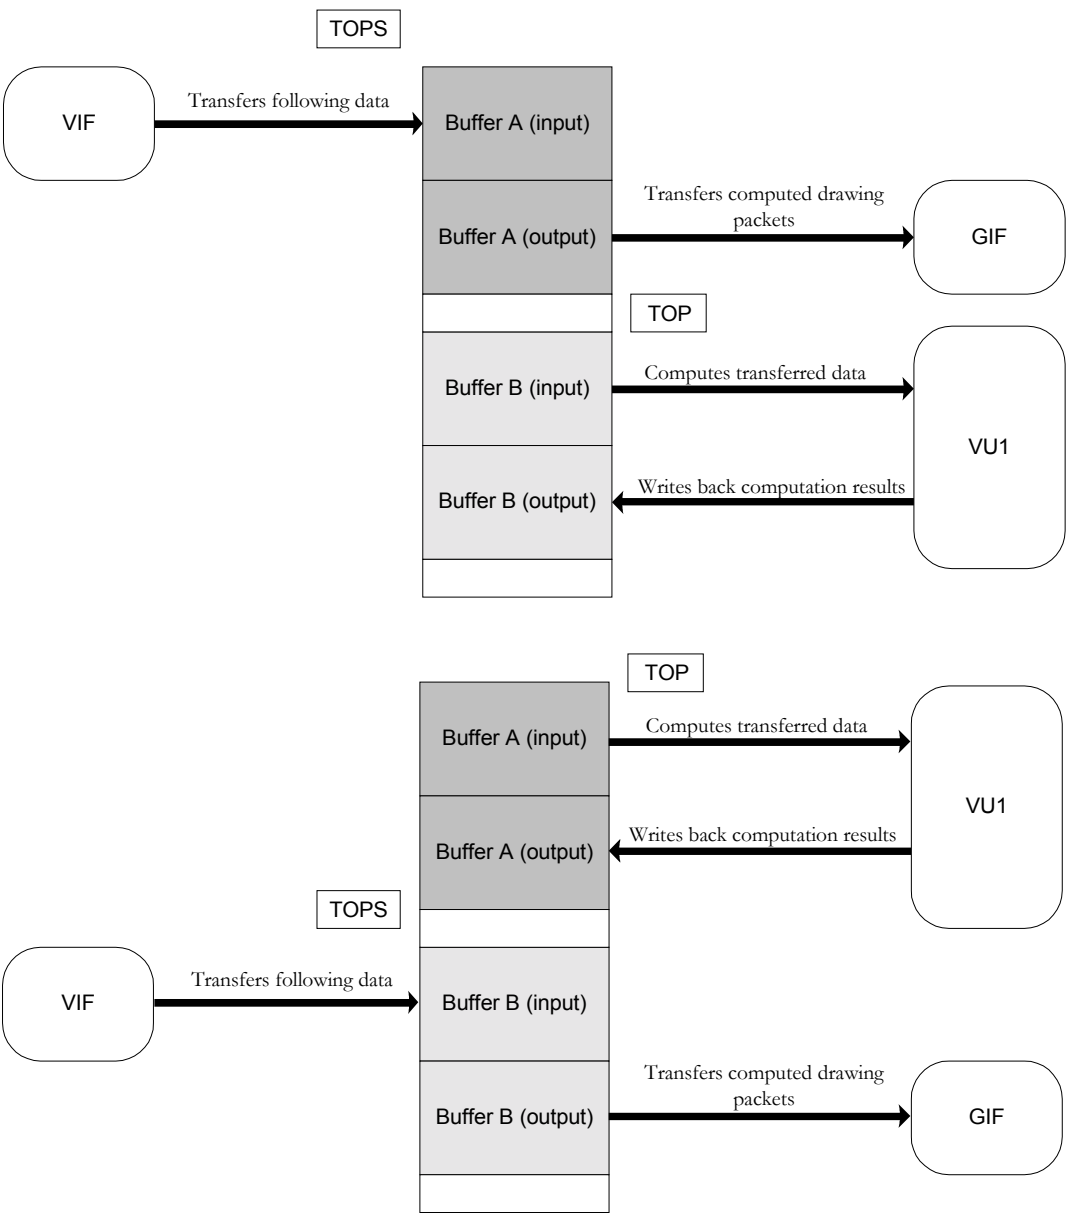 TOPS
VIF
Transfers following data
Buffer A (input)
Buffer A (output)
Transfers computed drawing
packets
GIF
TOP
Buffer B (input)
Computes transferred data
VU1
Buffer B (output)
Writes back computation results
TOP
Buffer A (input)
Computes transferred data
VU1
Buffer A (output)
Writes back computation results
TOPS
VIF
Transfers following data
Buffer B (input)
Buffer B (output)
Transfers computed drawing
packets
GIF